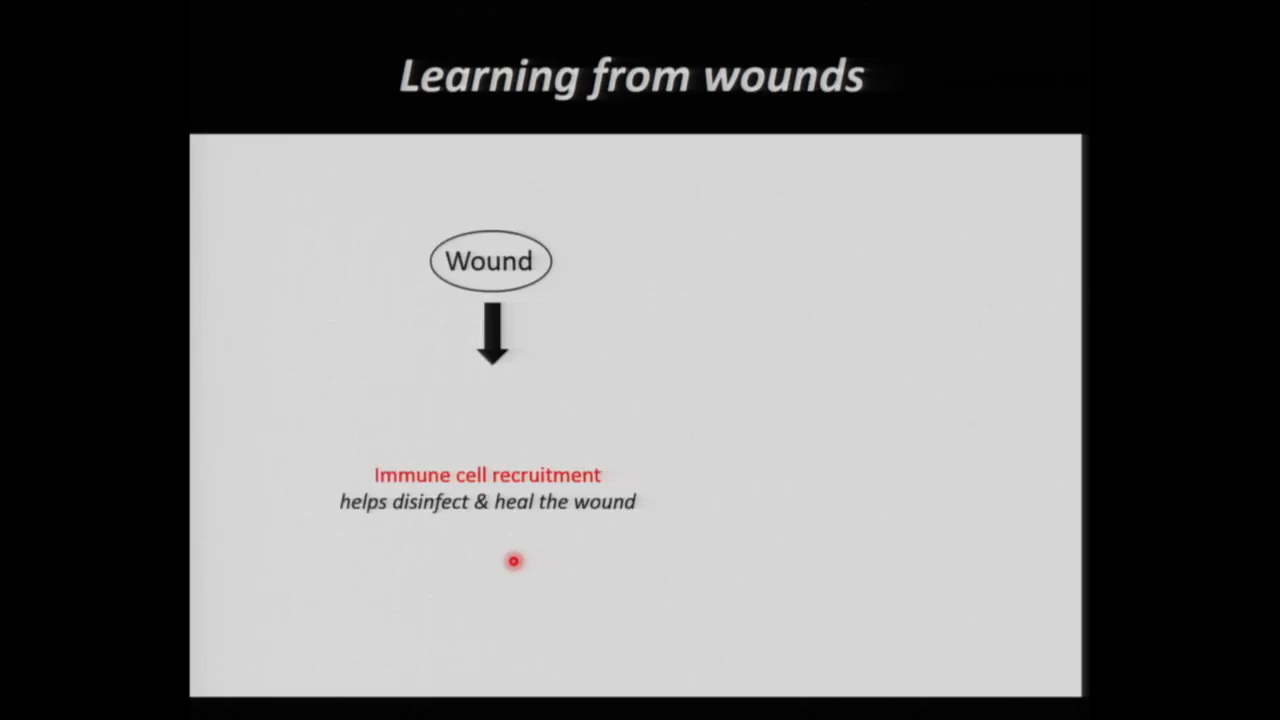 Learning from wounds
Wound
Immune cell recruitment
helps disinfect & heal the wound